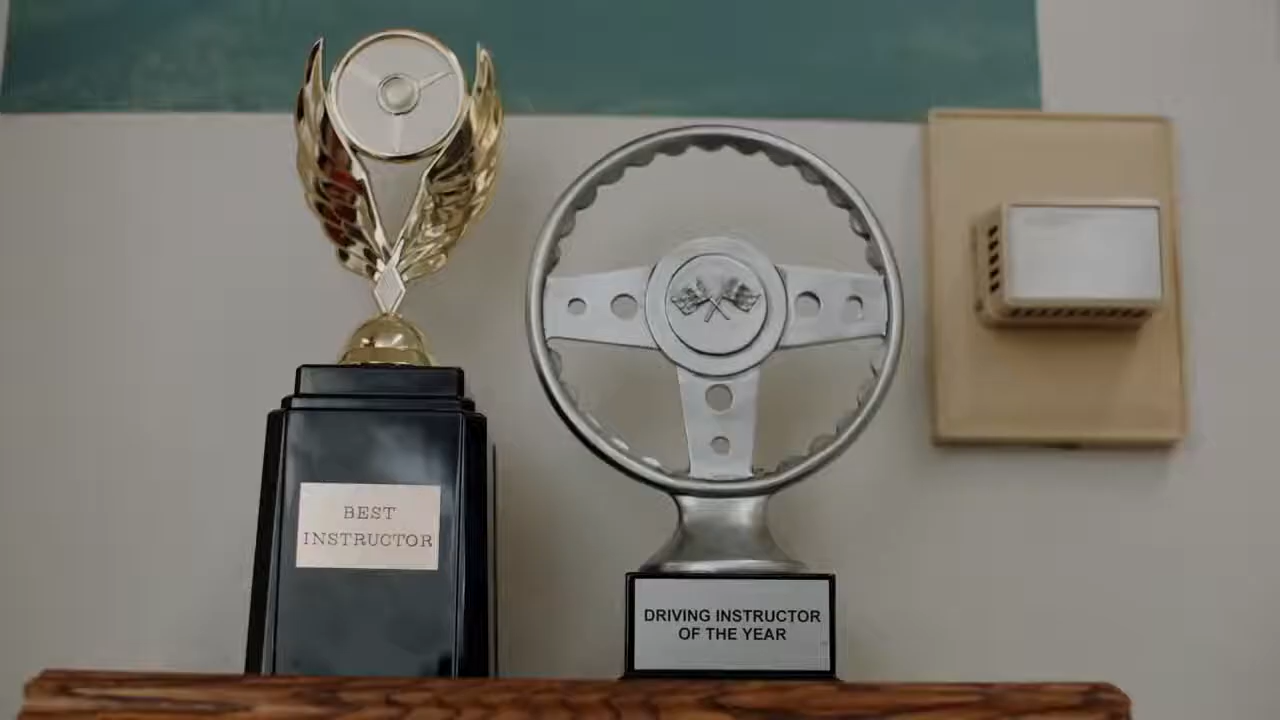 BEST
INSTRUCTOR
DRIVING INSTRUCTOR
OF THE YEAR